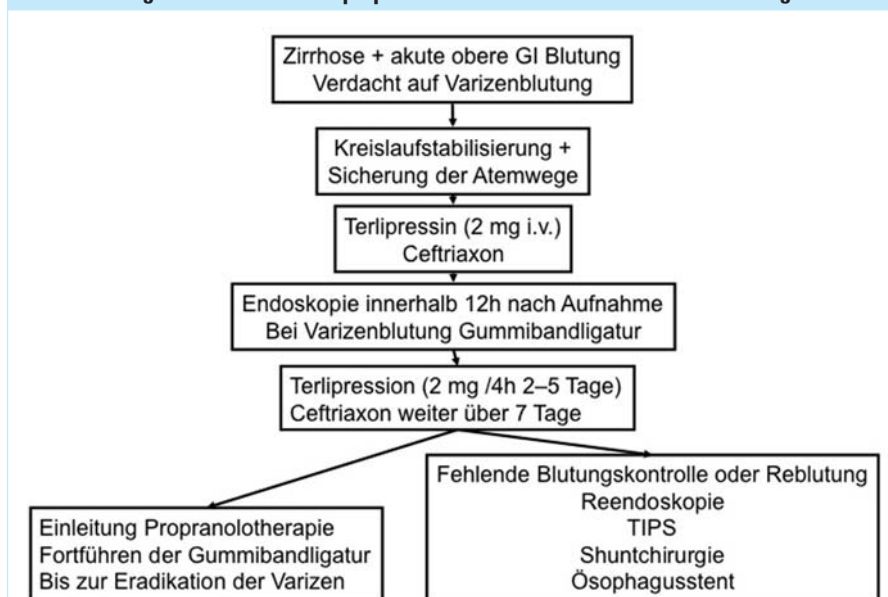 Zirrhose + akute obere GI Blutung
Verdacht auf Varizenblutung
Kreislaufstabilisierung +
Sicherung der Atemwege
Terlipressin (2 mg i.v.)
Ceftriaxon
Endoskopie innerhalb 12h nach Aufnahme
Bei Varizenblutung Gummibandligatur
Terlipression (2 mg /4h 2–5 Tage)
Ceftriaxon weiter über 7 Tage
Einleitung Propranolotherapie
Fortführen der Gummibandligatur
Bis zur Eradikation der Varizen
Fehlende Blutungskontrolle oder Reblutung
Reendoskopie
TIPS
Shuntchirurgie
Ösophagusstent